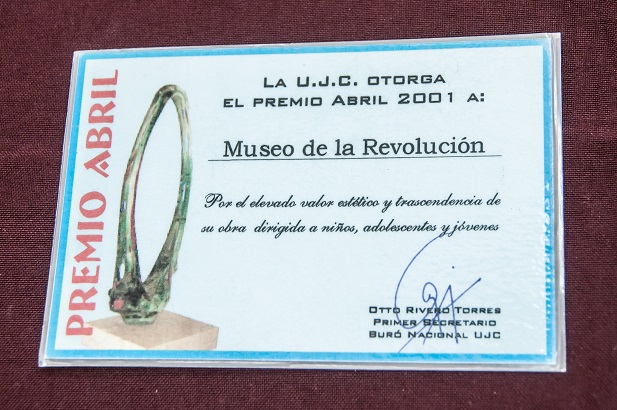 PREMIO ABRIL
LA U.J.C. OTORGA
EL PREMIO ABRIL 2001 A:
Museo de la Revolución
Por el elevado valor estético y trascendencia de
su obra dirigida a niños, adolescentes y jóvenes
OTTO RIVERO TORRES
PRIMER SECRETARIO
BURÓ NACIONAL UJC